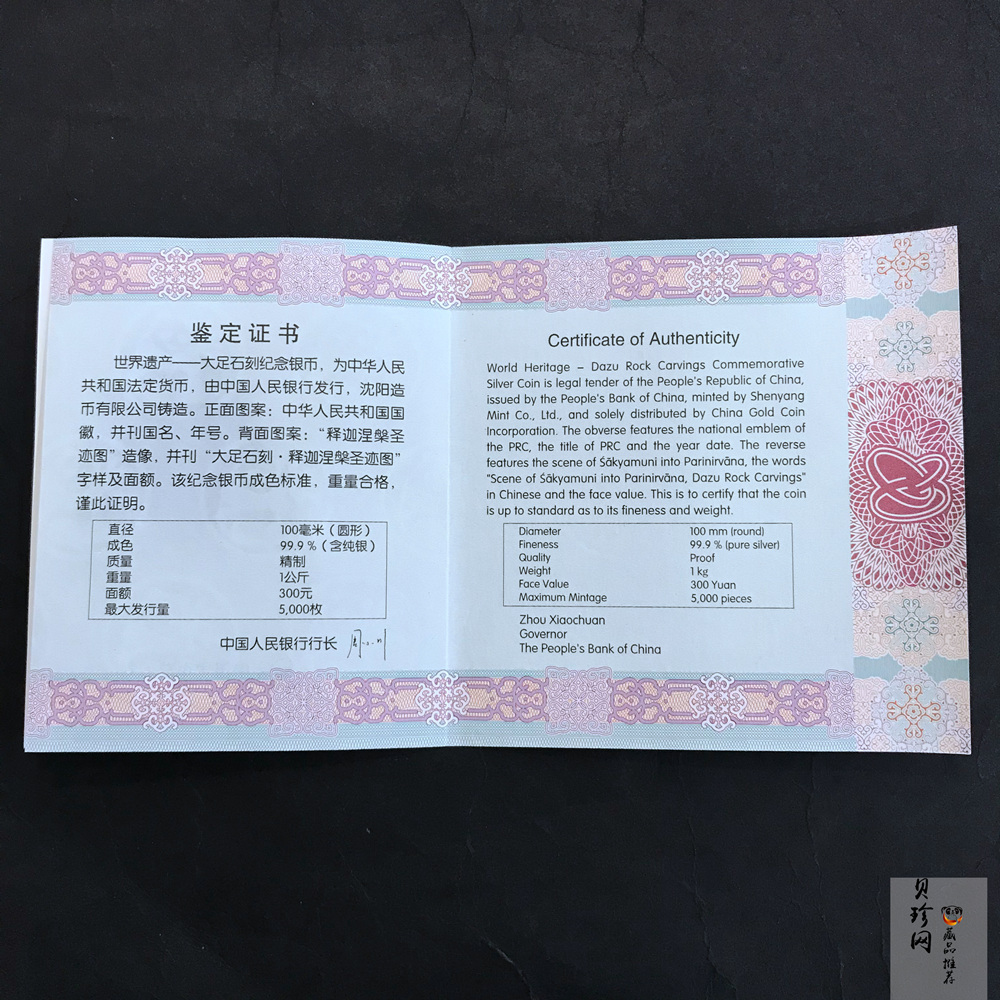 鉴定证书
世界遗产——大足石刻纪念银币，为中华人民
共和国法定货币，由中国人民银行发行，沈阳造
币有限公司铸造。正面图案：中华人民共和国国
徽，并刊国名、年号。背面图案：“释迦涅槃圣
迹图”造像，并刊“大足石刻·释迦涅槃圣迹图”
字样及面额。该纪念银币成色标准，重量合格，
谨此证明。
直径 100毫米（圆形）
成色 99.9 %（含纯银）
质量 精制
重量 1公斤
面额 300元
最大发行量 5,000枚
中国人民银行行长
Certificate of Authenticity
World Heritage – Dazu Rock Carvings Commemorative
Silver Coin is legal tender of the People's Republic of China,
issued by the People's Bank of China, minted by Shenyang
Mint Co., Ltd., and solely distributed by China Gold Coin
Incorporation. The obverse features the national emblem of
the PRC, the title of PRC and the year date. The reverse
features the scene of Śākyamuni into Parinirvāna, the words
"Scene of Śākyamuni into Parinirvāna, Dazu Rock Carvings"
in Chinese and the face value. This is to certify that the coin
is up to standard as to its fineness and weight.
Diameter 100 mm (round)
Fineness 99.9 % (pure silver)
Quality Proof
Weight 1 kg
Face Value 300 Yuan
Maximum Mintage 5,000 pieces
Zhou Xiaochuan
Governor
The People's Bank of China
贝珍网
藏品推荐